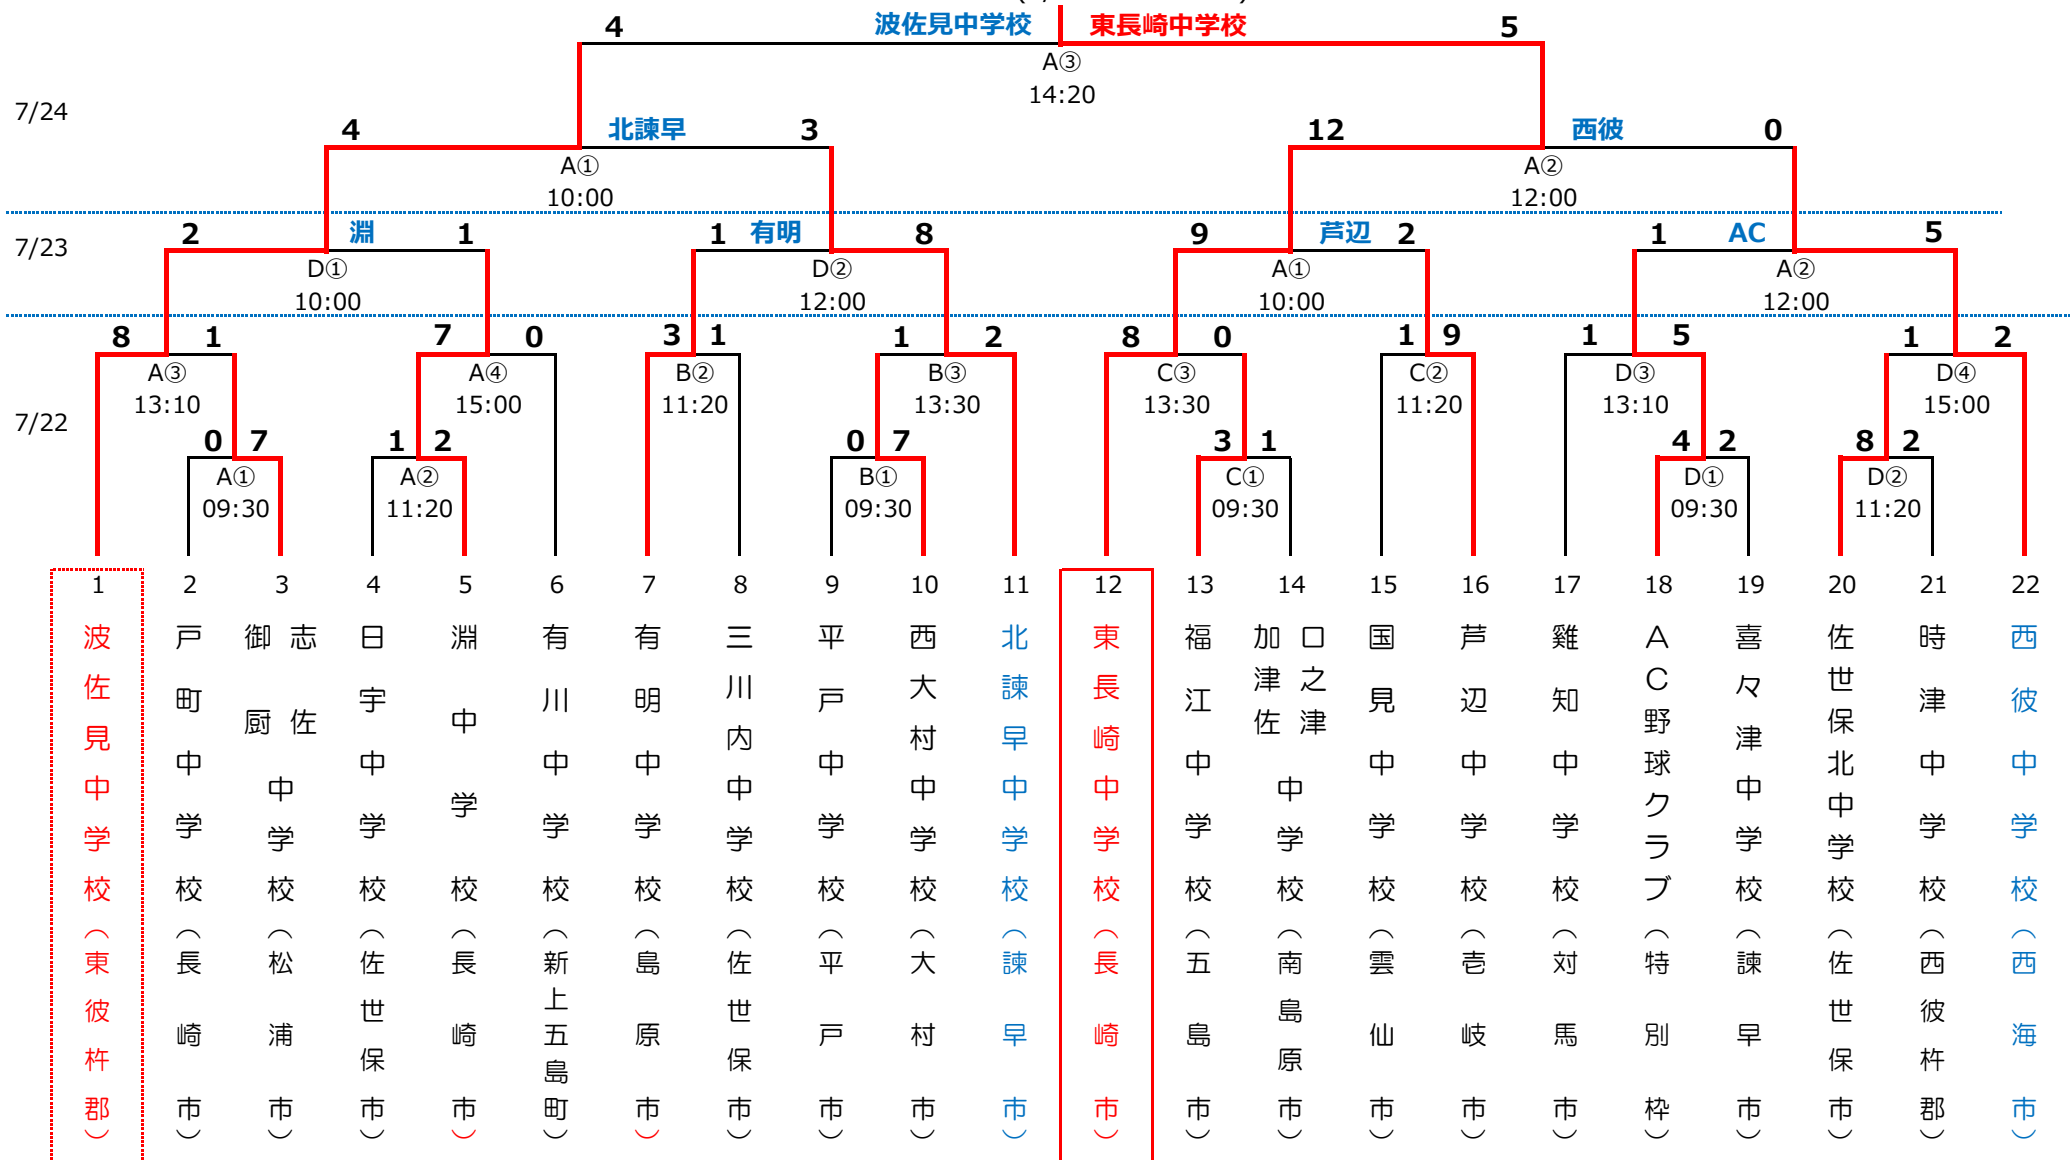 4 波佐見中学校 東長崎中学校 5
A③
14:20
7/24
4 北諫早 3 12 西彼 0
A① A②
10:00 12:00
7/23
2 淵 1 1 有明 8 9 芦辺 2 1 AC 5
D① D② A① A②
10:00 12:00 10:00 12:00
8 1 7 0 3 1 1 2 8 0 1 9 1 5 1 2
A③ A④ B② B③ C③ C② D③ D④
13:10 15:00 11:20 13:30 13:30 11:20 13:10 15:00
7/22
0 7 1 2 0 7 3 1 4 2 8 2
A① A② B① C① D① D②
09:30 11:20 09:30 09:30 09:30 11:20
1 2 3 4 5 6 7 8 9 10 11 12 13 14 15 16 17 18 19 20 21 22
波佐見中学校(東彼杵郡)
戸町中学校(長崎市)
志佐
御厨
中学校(松浦市)
日宇中学校(佐世保市)
淵中学校(長崎市)
有川中学校(新上五島町)
有明中学校(島原市)
三川内中学校(佐世保市)
平戸中学校(平戸市)
西大村中学校(大村市)
北諫早中学校(諫早市)
東長崎中学校(長崎市)
福江中学校(五島市)
口之津
加津佐
中学校(南島原市)
国見中学校(雲仙市)
芦辺中学校(壱岐市)
雞知中学校(対馬市)
AC野球クラブ(特別枠)
喜々津中学校(諫早市)
佐世保北中学校(佐世保市)
時津中学校(西彼杵郡)
西彼中学校(西海市)